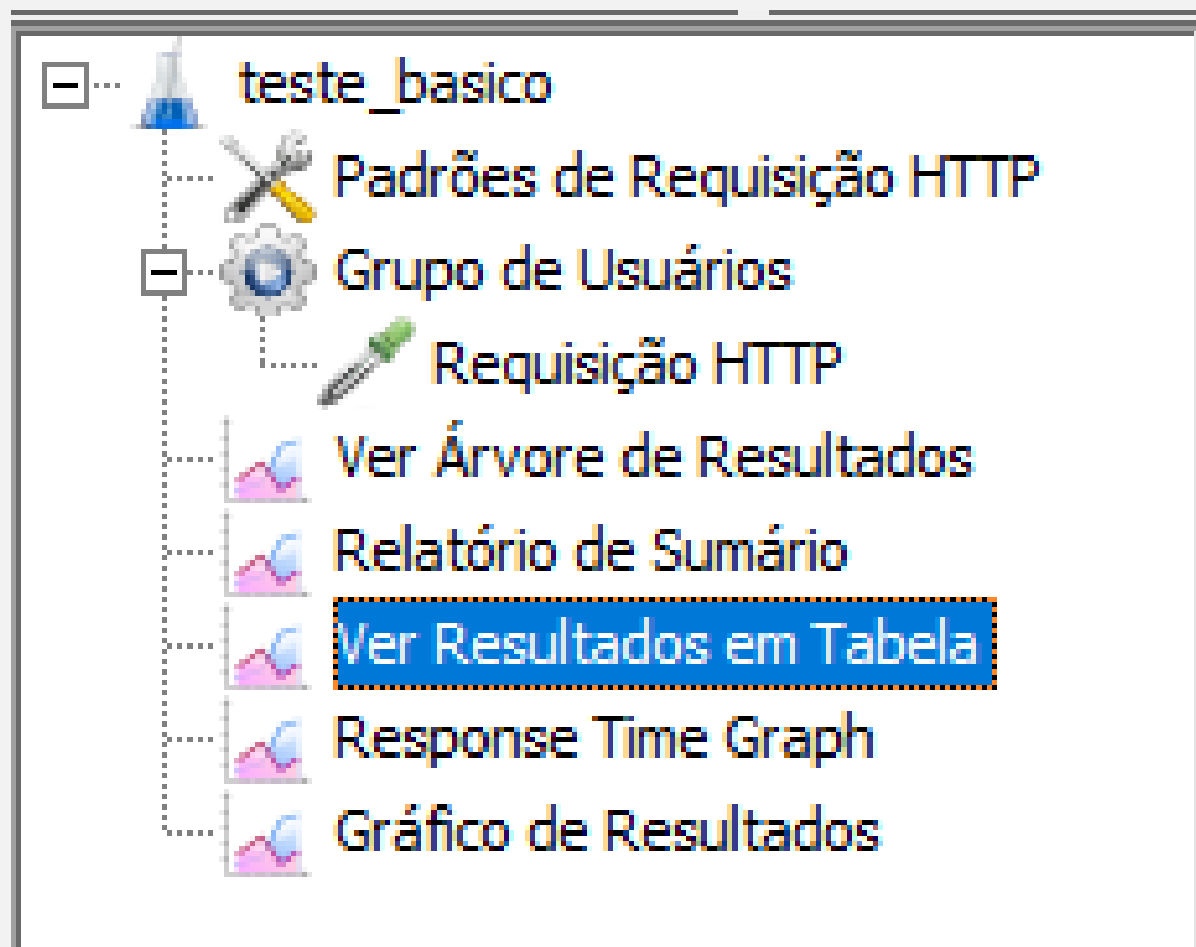 teste_basico
Padrões de Requisição HTTP
Grupo de Usuários
Requisição HTTP
Ver Árvore de Resultados
Relatório de Sumário
Ver Resultados em Tabela
Response Time Graph
Gráfico de Resultados